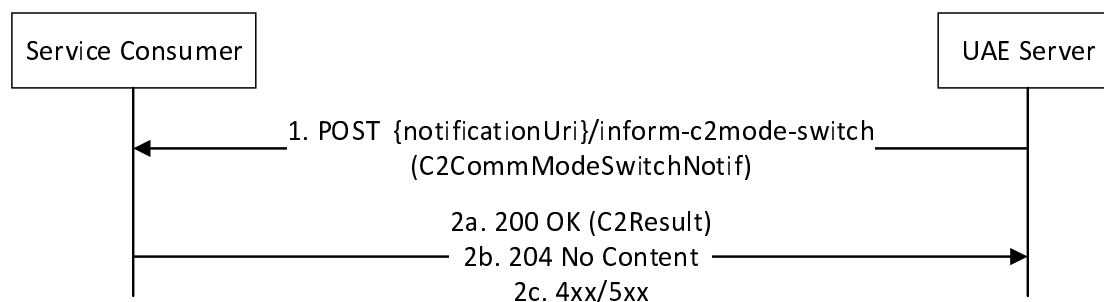 Service Consumer
UAE Server
1. POST {notificationUri}/inform-c2mode-switch
(C2CommModeSwitchNotif)
2a. 200 OK (C2Result)
2b. 204 No Content
2c. 4xx/5xx